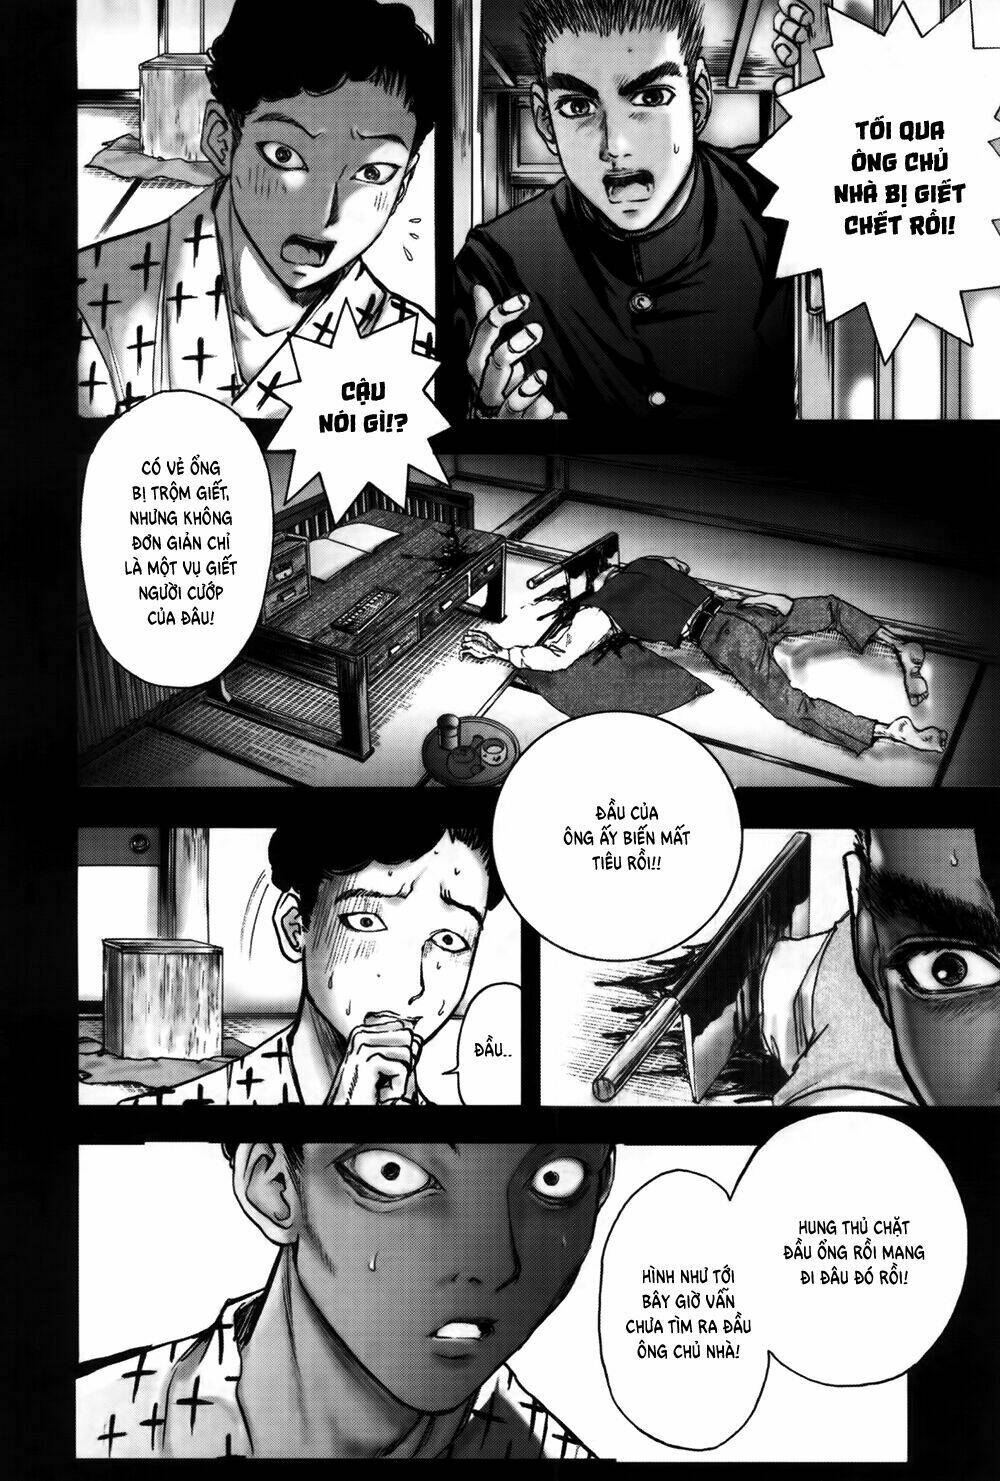 TỐI QUA
ÔNG CHỦ
NHÀ BỊ GIẾT
CHẾT RỒI!
CẬU
NÓI GÌ!?
CÓ VẺ ỔNG
BỊ TRỘM GIẾT,
NHƯNG KHÔNG
ĐƠN GIẢN CHỈ
LÀ MỘT VỤ GIẾT
NGƯỜI CƯỚP
CỦA ĐÂU!
ĐẦU CỦA
ÔNG ẤY BIẾN MẤT
TIÊU RỒI!!
ĐẦU..
HUNG THỦ CHẶT
ĐẦU ỔNG RỒI MANG
ĐI ĐÂU ĐÓ RỒI!
HÌNH NHƯ TỚI
BÂY GIỜ VẪN
CHƯA TÌM RA ĐẦU
ÔNG CHỦ NHÀ!